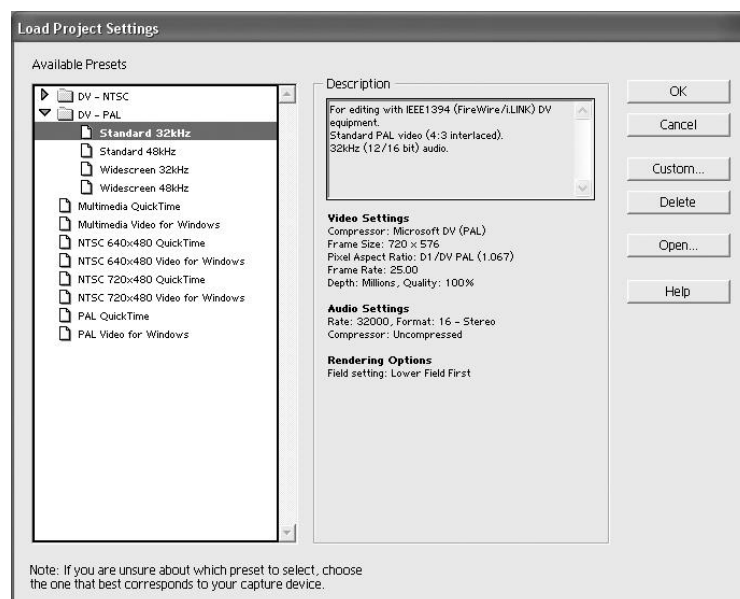 Load Project Settings
Available Presets
DV - NTSC
DV - PAL
Standard 32kHz
Standard 48kHz
Widescreen 32kHz
Widescreen 48kHz
Multimedia QuickTime
Multimedia Video for Windows
NTSC 640x480 QuickTime
NTSC 640x480 Video for Windows
NTSC 720x480 QuickTime
NTSC 720x480 Video for Windows
PAL QuickTime
PAL Video for Windows
Description
For editing with IEEE1394 (FireWire/i.LINK) DV
equipment.
Standard PAL video (4:3 interlaced).
32kHz (12/16 bit) audio.
Video Settings
Compressor: Microsoft DV (PAL)
Frame Size: 720 x 576
Pixel Aspect Ratio: D1/DV PAL (1.067)
Frame Rate: 25.00
Depth: Millions, Quality: 100%
Audio Settings
Rate: 32000, Format: 16 - Stereo
Compressor: Uncompressed
Rendering Options
Field setting: Lower Field First
OK
Cancel
Custom...
Delete
Open...
Help
Note: If you are unsure about which preset to select, choose
the one that best corresponds to your capture device.